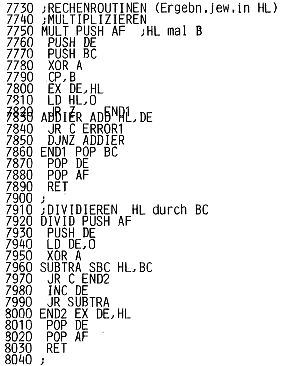 7730 ;RECHENROUTINEN (Ergebn.jew.in HL)
7740 ;MULTIPLIZIEREN
7750 MULT PUSH AF  ;HL mal B
7760  PUSH DE
7770  PUSH BC
7780  XOR A
7790  CP,B
7800  EX DE,HL
7810  LD HL,0
7820  JR Z    END1
7830 ADDIER ADD HL,DE
7840  JR C ERROR1
7850  DJNZ ADDIER
7860 END1 POP BC
7870  POP DE
7880  POP AF
7890  RET
7900 ;
7910 ;DIVIDIEREN  HL durch BC
7920 DIVID PUSH AF
7930  PUSH DE
7940  LD DE,0
7950  XOR A
7960 SUBTRA SBC HL,BC
7970  JR C END2
7980  INC DE
7990  JR SUBTRA
8000 END2 EX DE,HL
8010  POP DE
8020  POP AF
8030  RET
8040 ;